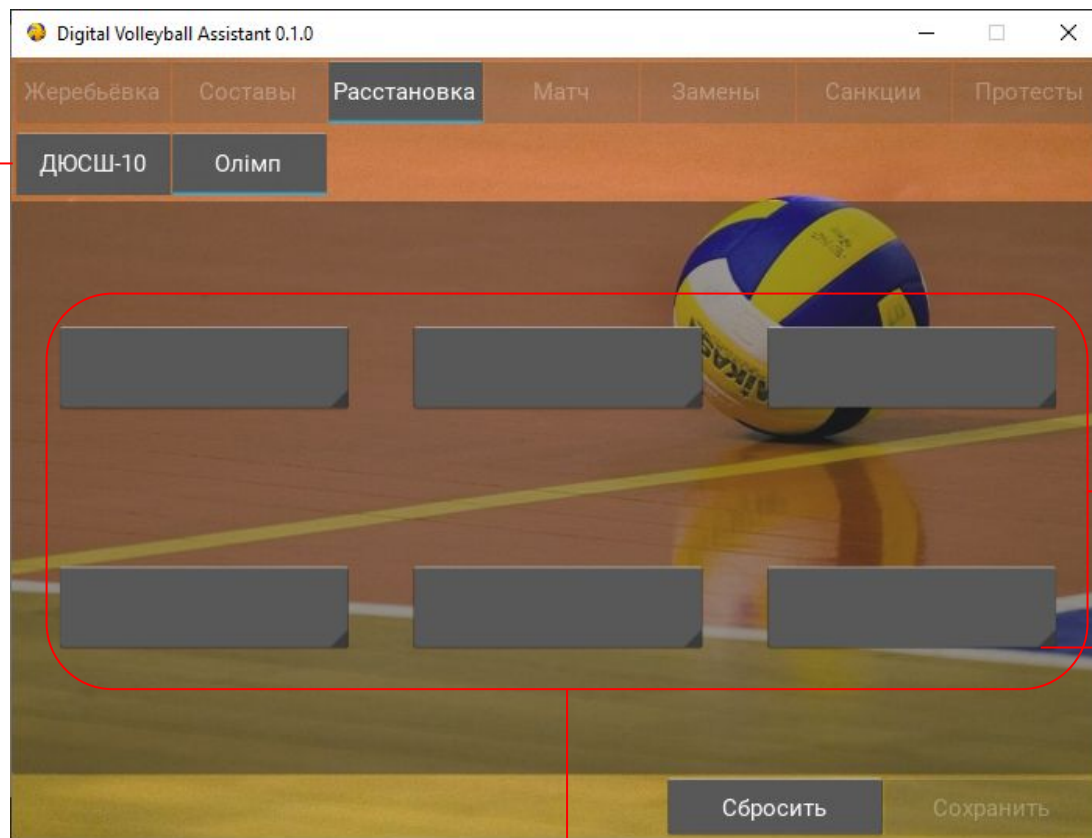 Digital Volleyball Assistant 0.1.0
Жеребьёвка Составы Расстановка Матч Замены Санкции Протесты
ДЮСШ-10 Олімп
Сбросить Сохранить